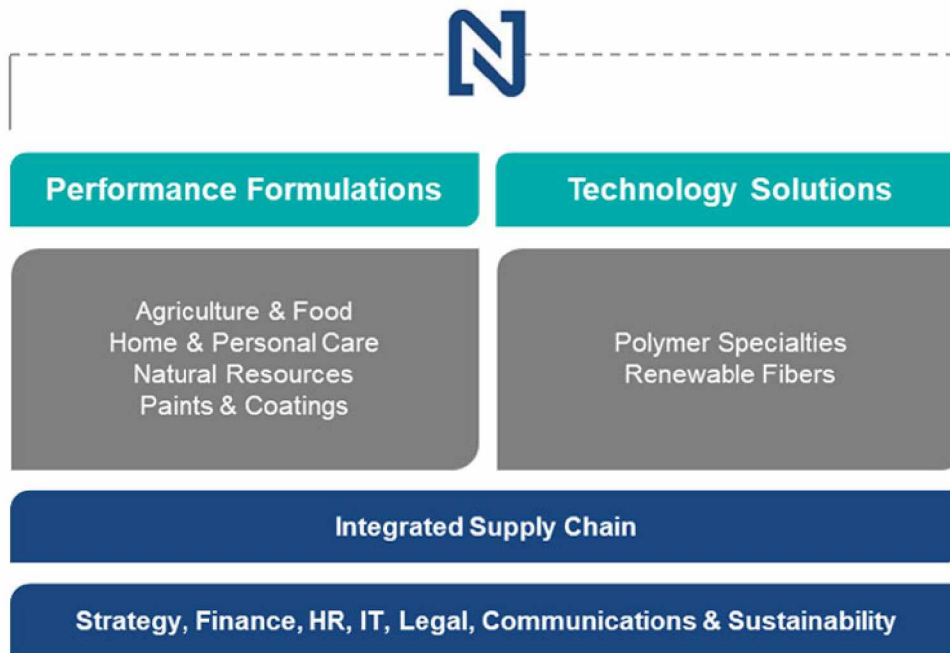 N
Performance Formulations
Technology Solutions
Agriculture & Food
Home & Personal Care
Natural Resources
Paints & Coatings
Polymer Specialties
Renewable Fibers
Integrated Supply Chain
Strategy, Finance, HR, IT, Legal, Communications & Sustainability